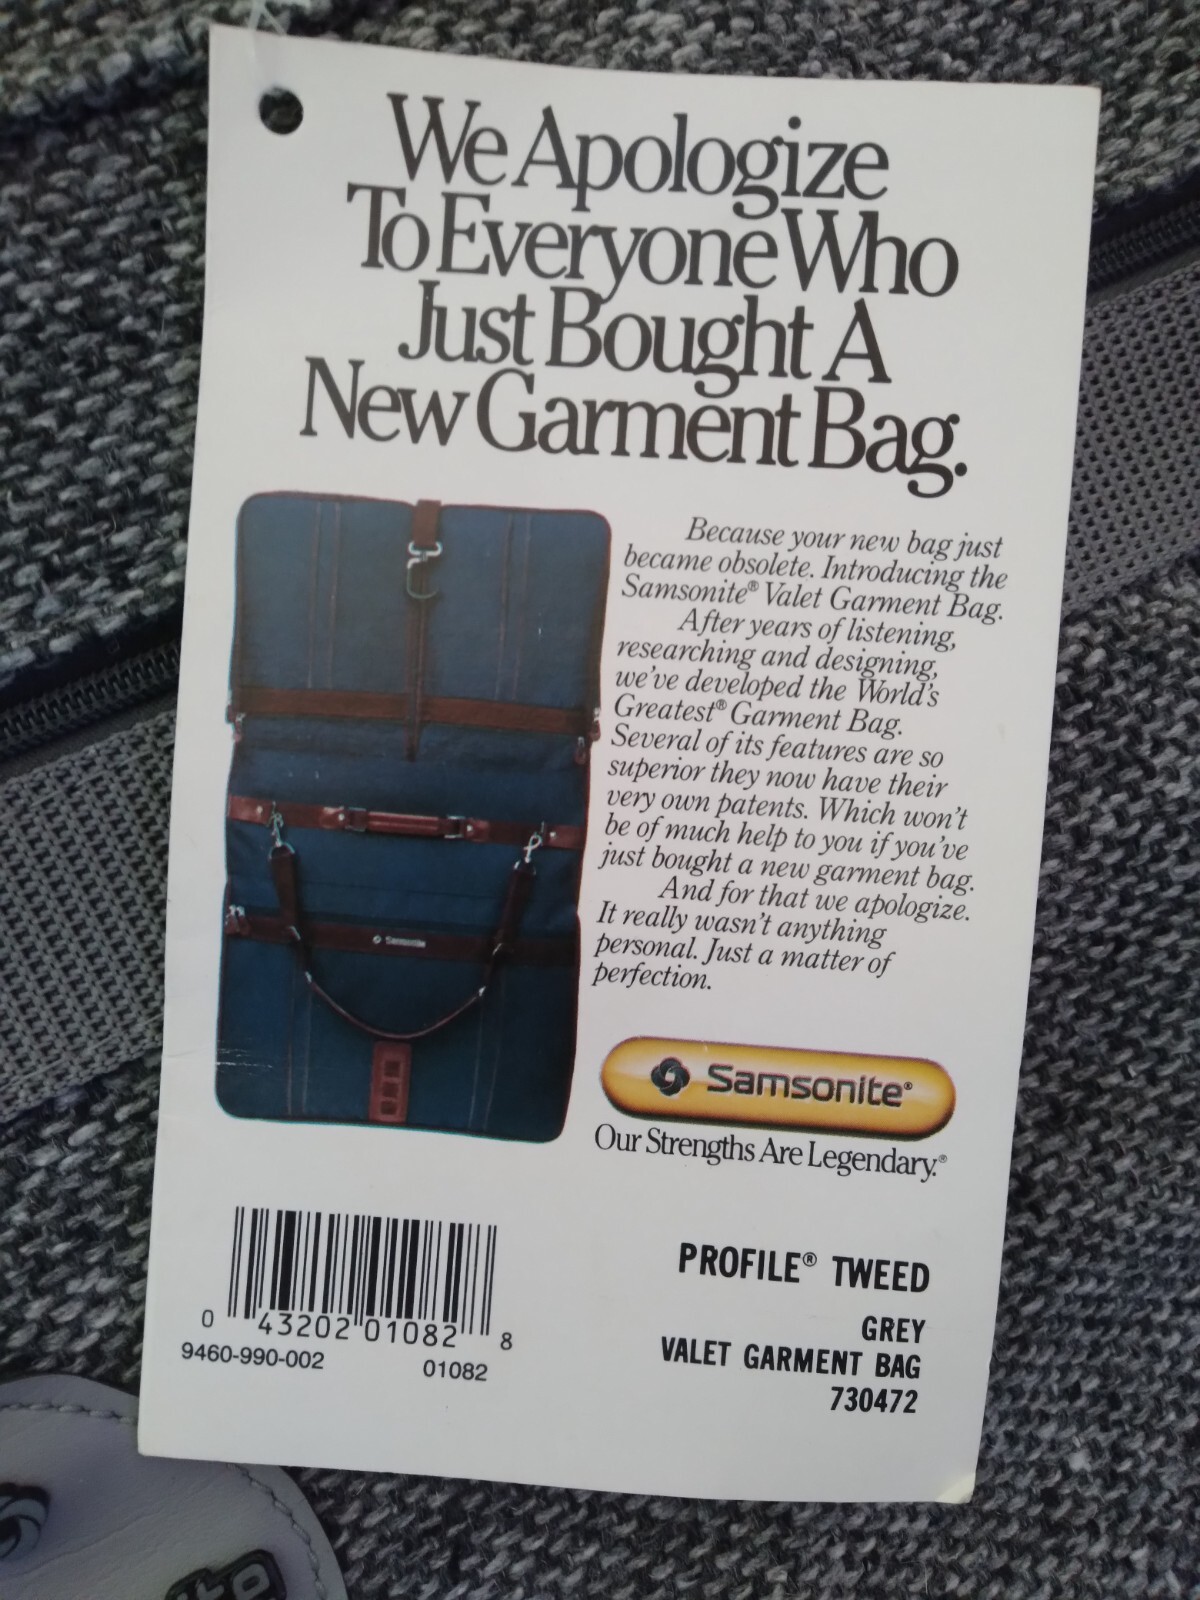 We Apologize
To Everyone Who
Just Bought A
New Garment Bag.
Because your new bag just
became obsolete. Introducing the
Samsonite® Valet Garment Bag.
After years of listening,
researching and designing,
we've developed the World's
Greatest® Garment Bag.
Several of its features are so
superior they now have their
very own patents. Which won't
be of much help to you if you've
just bought a new garment bag.
And for that we apologize.
It really wasn't anything
personal. Just a matter of
perfection.
Samsonite
Samsonite®
Our Strengths Are Legendary.®
0 43202 01082 8
9460-990-002 01082
PROFILE® TWEED
GREY
VALET GARMENT BAG
730472